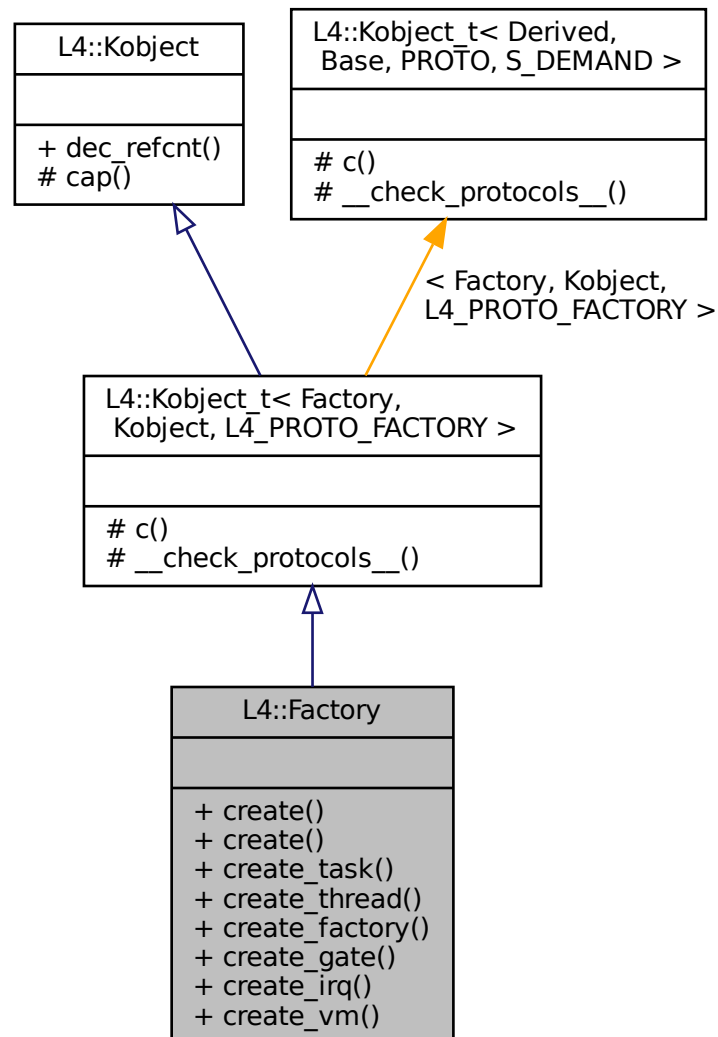 L4::Kobject
+ dec_refcnt()
# cap()
L4::Kobject_t< Derived,
Base, PROTO, S_DEMAND >
# c()
# __check_protocols__()
< Factory, Kobject,
L4_PROTO_FACTORY >
L4::Kobject_t< Factory,
Kobject, L4_PROTO_FACTORY >
# c()
# __check_protocols__()
L4::Factory
+ create()
+ create()
+ create_task()
+ create_thread()
+ create_factory()
+ create_gate()
+ create_irq()
+ create_vm()